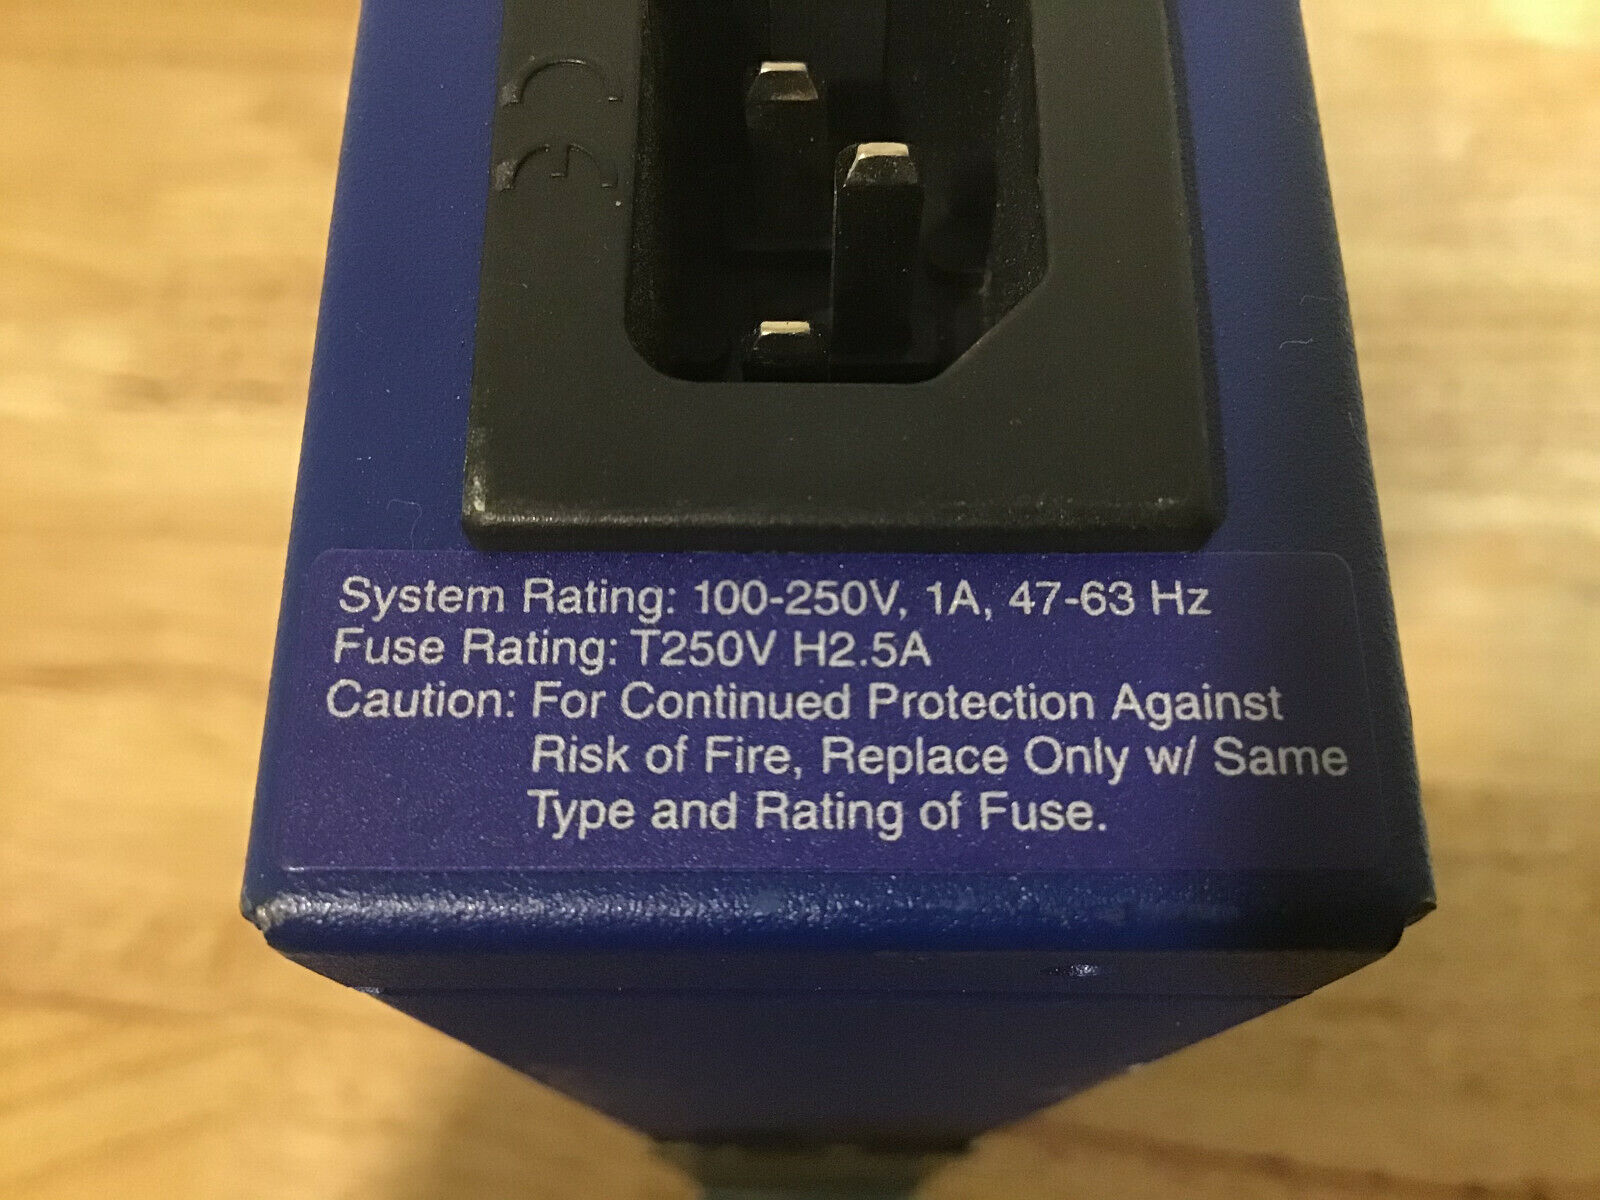 CE
System Rating: 100-250V, 1A, 47-63 Hz
Fuse Rating: T250V H2.5A
Caution: For Continued Protection Against
Risk of Fire, Replace Only w/ Same
Type and Rating of Fuse.